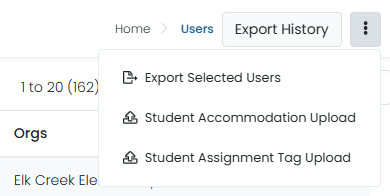 Home > Users Export History
Export Selected Users
1 to 20 (162)
Student Accommodation Upload
Orgs
Student Assignment Tag Upload
Elk Creek Ele